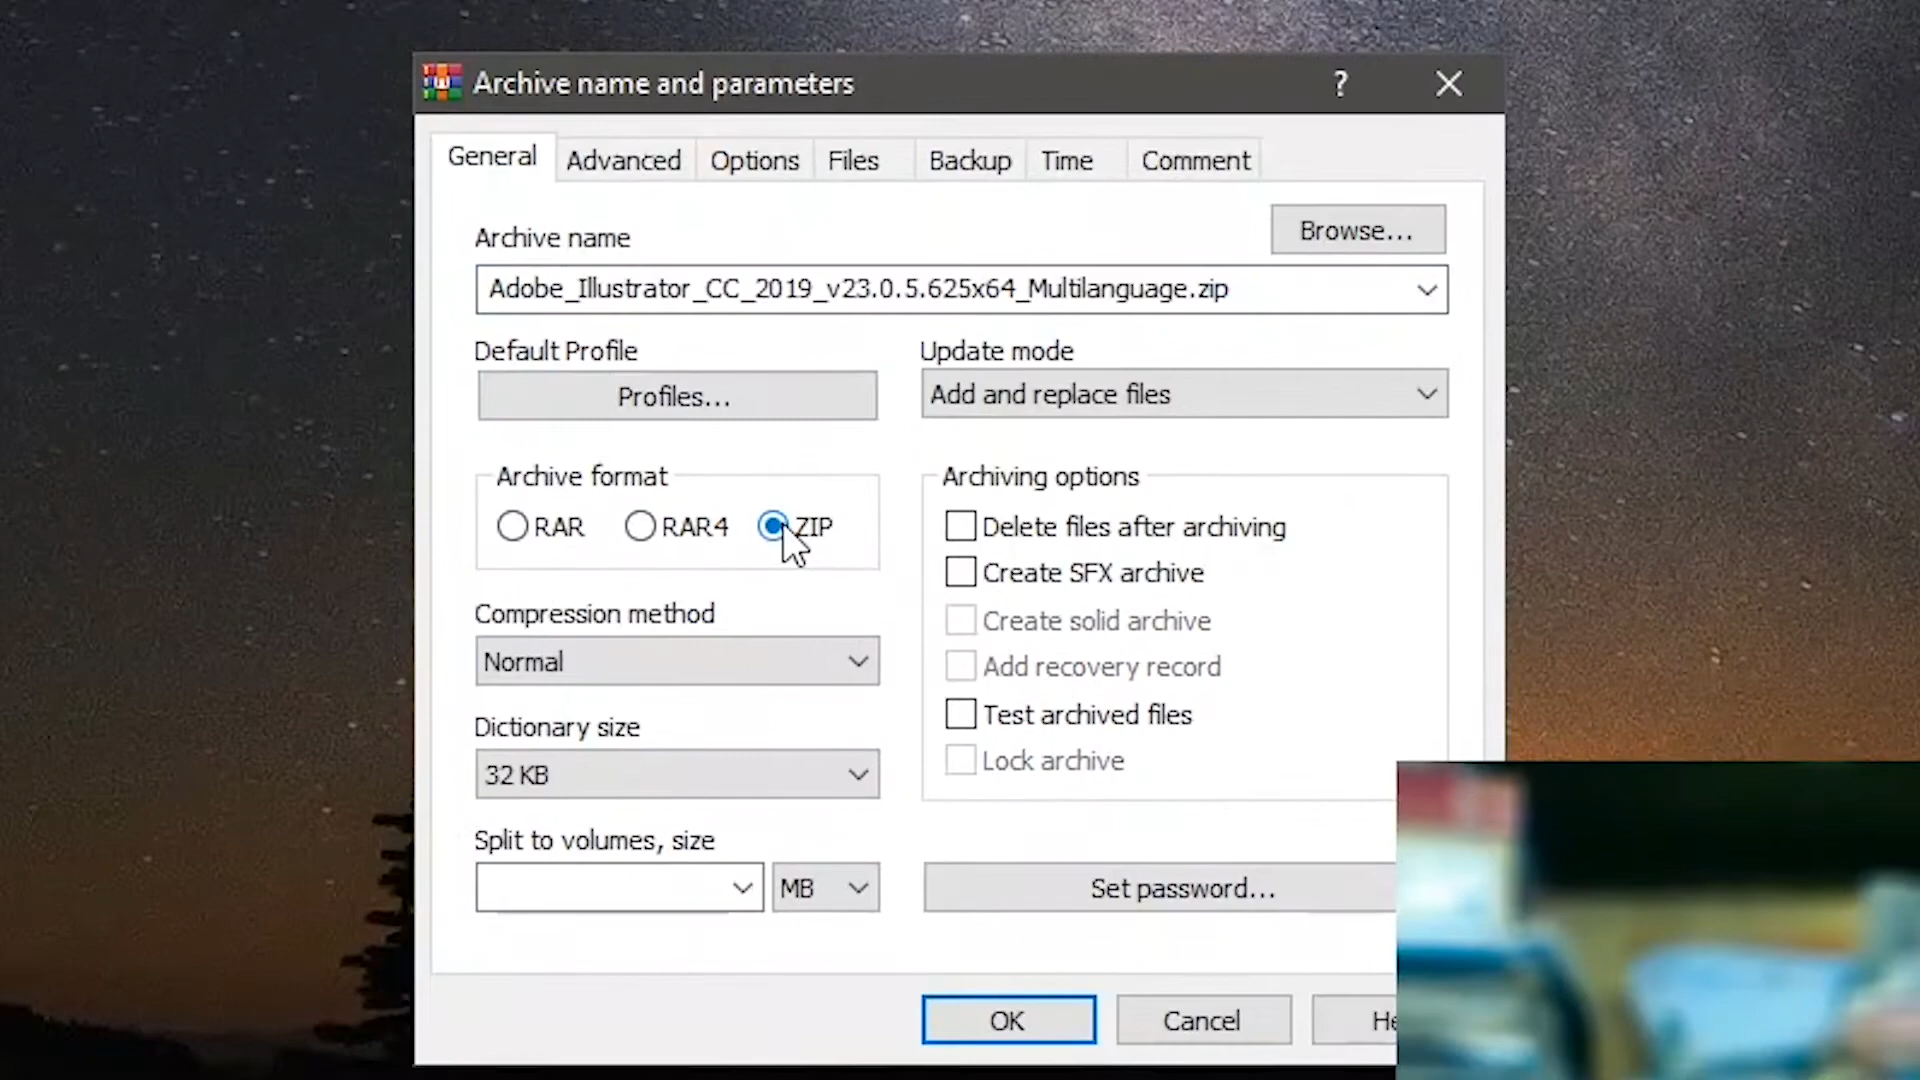 Archive name and parameters ?
General Advanced Options Files Backup Time Comment
Archive name
Browse...
Adobe_Illustrator_CC_2019_v23.0.5.625x64_Multilanguage.zip
Default Profile
Profiles...
Update mode
Add and replace files
Archive format
RAR RAR4 ZIP
Compression method
Normal
Dictionary size
32 KB
Split to volumes, size
MB
Archiving options
Delete files after archiving
Create SFX archive
Create solid archive
Add recovery record
Test archived files
Lock archive
Set password...
OK Cancel He